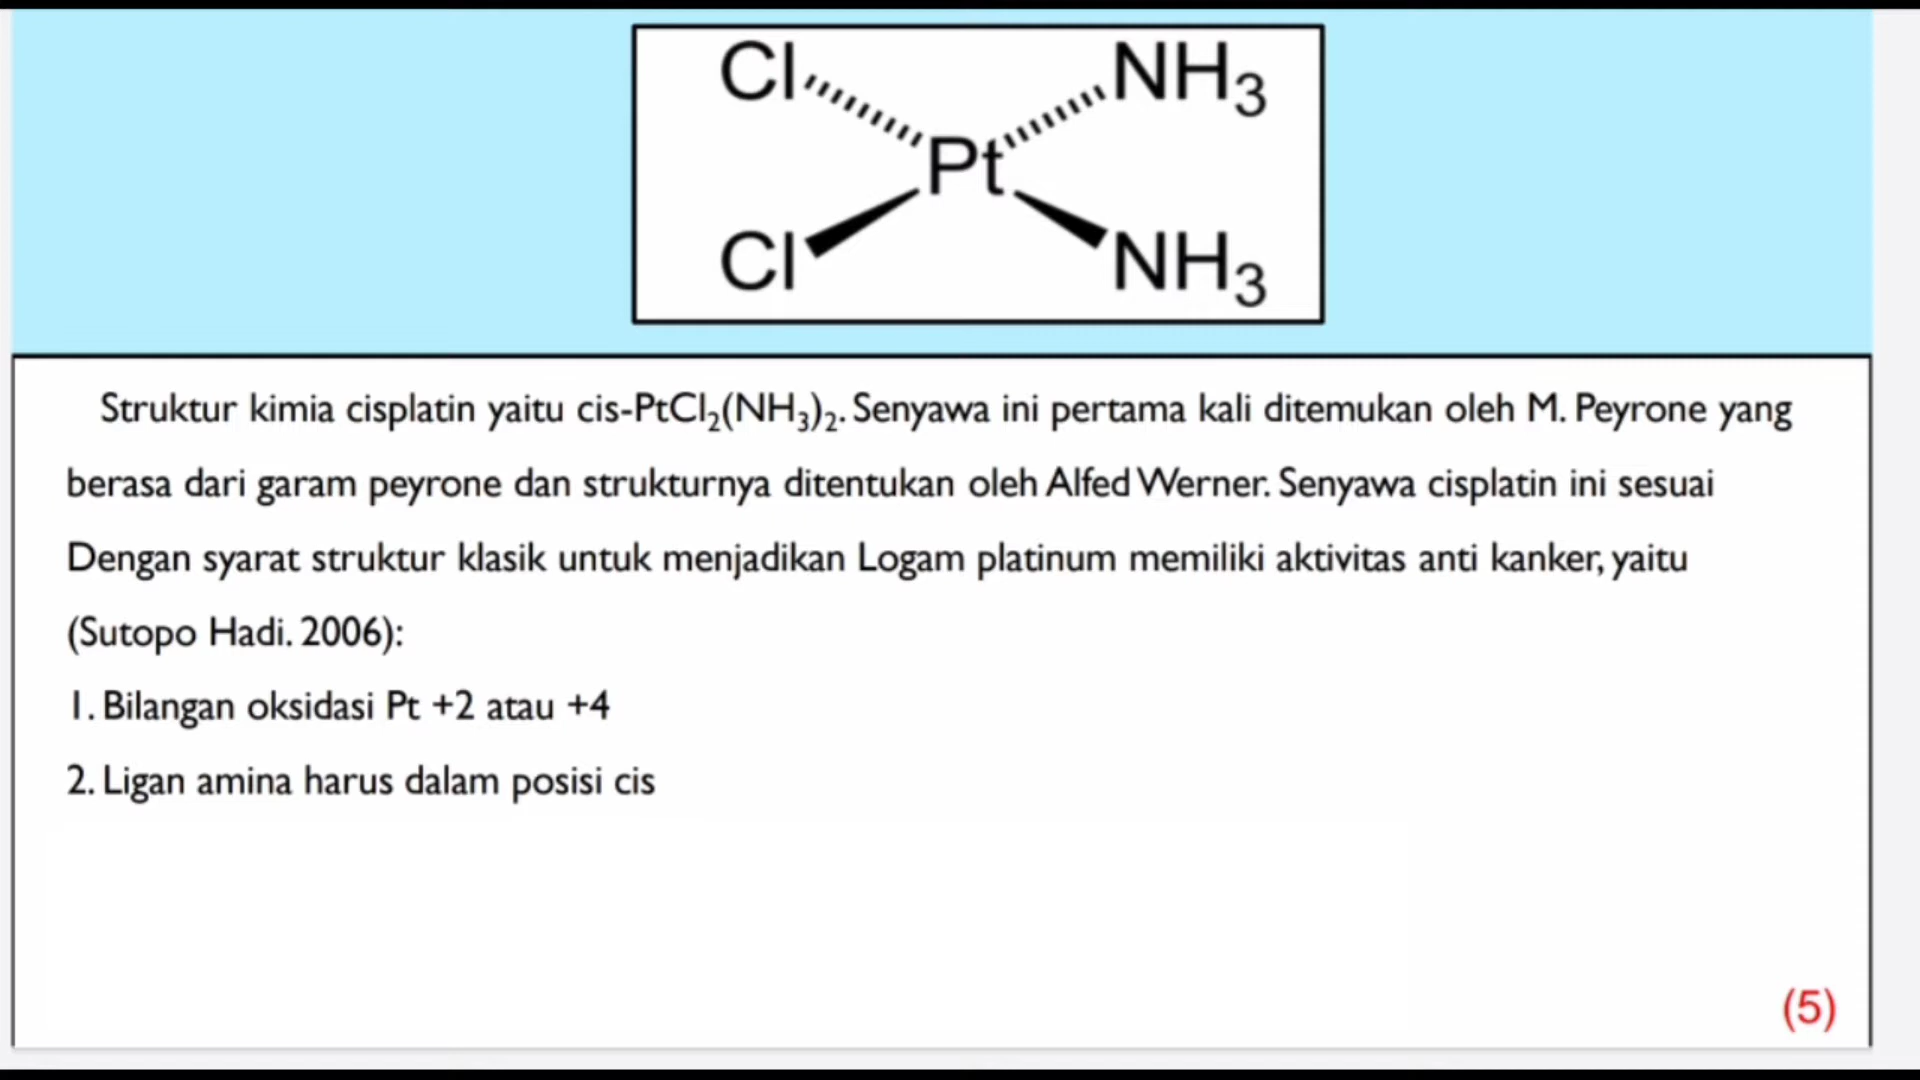 Cl NH₃
Pt
Cl NH₃
Struktur kimia cisplatin yaitu cis-PtCl₂(NH₃)₂. Senyawa ini pertama kali ditemukan oleh M. Peyrone yang
berasa dari garam peyrone dan strukturnya ditentukan oleh Alfed Werner. Senyawa cisplatin ini sesuai
Dengan syarat struktur klasik untuk menjadikan Logam platinum memiliki aktivitas anti kanker, yaitu
(Sutopo Hadi. 2006):
1. Bilangan oksidasi Pt +2 atau +4
2. Ligan amina harus dalam posisi cis
(5)